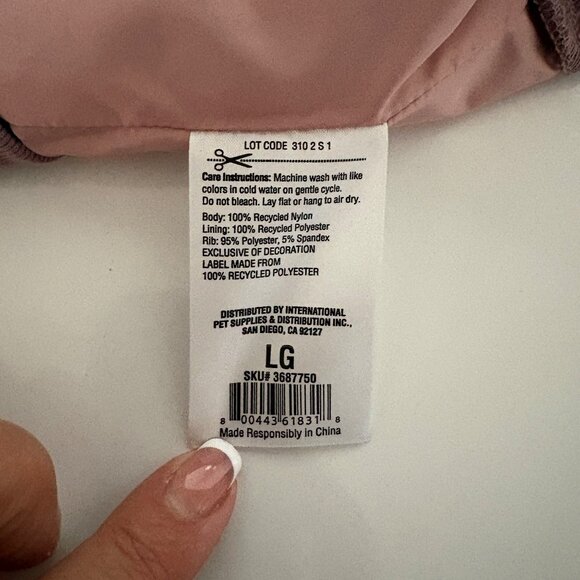 LOT CODE 310 2 S 1
Care Instructions: Machine wash with like
colors in cold water on gentle cycle.
Do not bleach. Lay flat or hang to air dry.
Body: 100% Recycled Nylon
Lining: 100% Recycled Polyester
Rib: 95% Polyester, 5% Spandex
EXCLUSIVE OF DECORATION
LABEL MADE FROM
100% RECYCLED POLYESTER
DISTRIBUTED BY INTERNATIONAL
PET SUPPLIES & DISTRIBUTION INC.,
SAN DIEGO, CA 92127
LG
SKU# 3687750
8 00443 61831 8
Made Responsibly in China